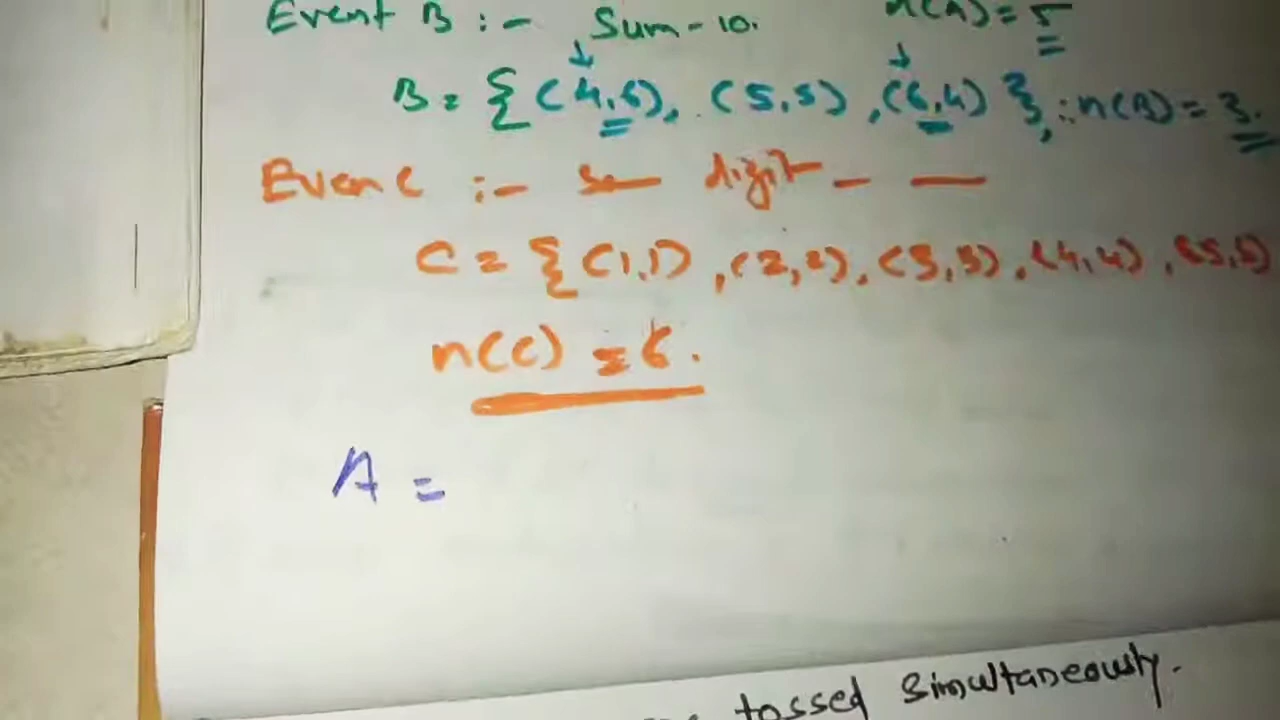 Event B :- Sum - 10. n(A) = 5
B = { (4,6), (5,5), (6,4) }, ∴ n(B) = 3.
Even C :- digit - —
C = { (1,1), (2,2), (3,3), (4,4), (5,5)
n(C) = 6.
A =
tossed simultaneously.